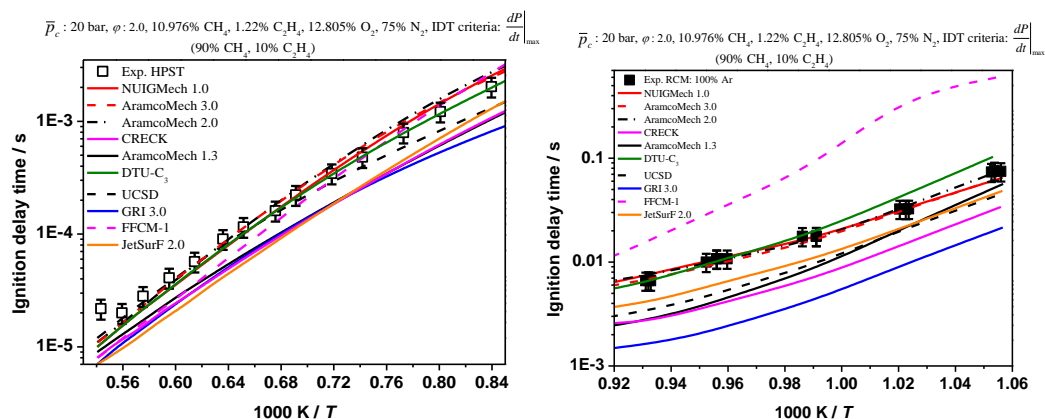 p̄c : 20 bar, φ: 2.0, 10.976% CH₄, 1.22% C₂H₄, 12.805% O₂, 75% N₂, IDT criteria: dP/dt|max
(90% CH₄, 10% C₂H₄)
Exp. HPST
NUIGMech 1.0
AramcoMech 3.0
AramcoMech 2.0
CRECK
AramcoMech 1.3
DTU-C₃
UCSD
GRI 3.0
FFCM-1
JetSurF 2.0
Ignition delay time / s
1E-3
1E-4
1E-5
0.56 0.60 0.64 0.68 0.72 0.76 0.80 0.84
1000 K / T
p̄c : 20 bar, φ: 2.0, 10.976% CH₄, 1.22% C₂H₄, 12.805% O₂, 75% N₂, IDT criteria: dP/dt|max
(90% CH₄, 10% C₂H₄)
Exp. RCM: 100% Ar
NUIGMech 1.0
AramcoMech 3.0
AramcoMech 2.0
CRECK
AramcoMech 1.3
DTU-C₃
UCSD
GRI 3.0
FFCM-1
JetSurF 2.0
Ignition delay time / s
0.1
0.01
1E-3
0.92 0.94 0.96 0.98 1.00 1.02 1.04 1.06
1000 K / T